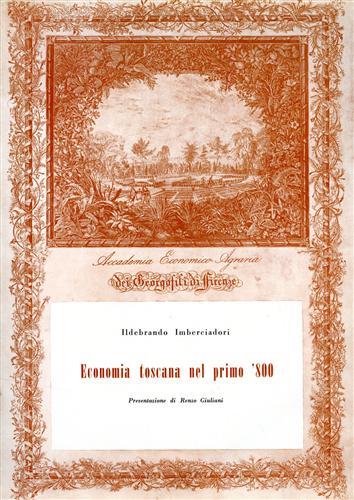 Accademia Economico Agraria
dei Georgofili di Firenze
Ildebrando Imberciadori
Economia toscana nel primo '800
Presentazione di Renzo Giuliani